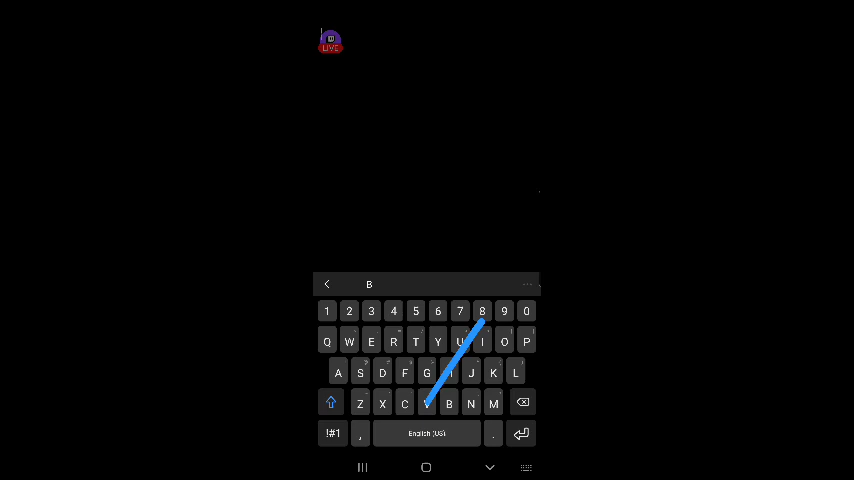 LIVE
B
1 2 3 4 5 6 7 8 9 0
Q W E R T Y U I O P
A S D F G J K L
Z X C V B N M
!#1 , English (US) .